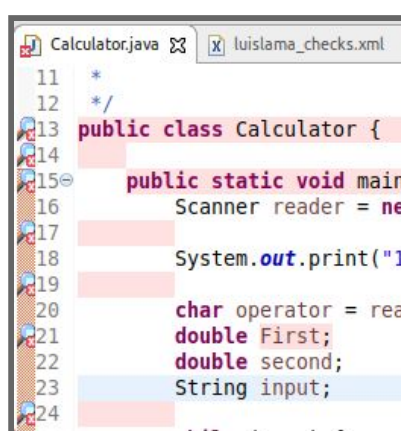 Calculator.java luislama_checks.xml
11 *
12 */
13 public class Calculator {
14
15 public static void main
16 Scanner reader = ne
17
18 System.out.print("1
19
20 char operator = rea
21 double First;
22 double second;
23 String input;
24